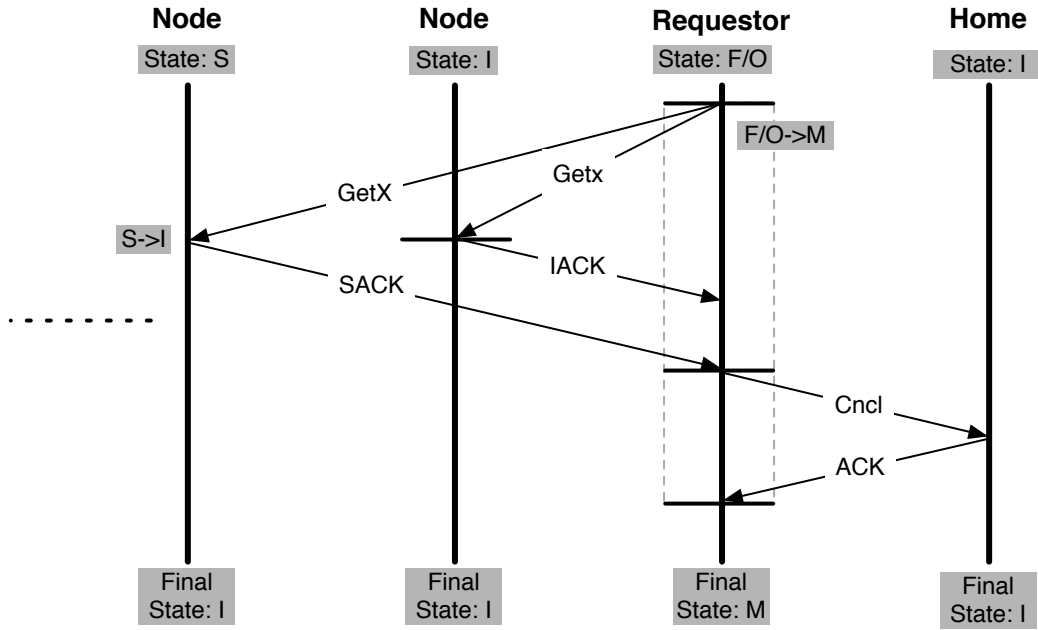 Node
Node
Requestor
Home
State: S
State: I
State: F/O
State: I
F/O->M
Getx
GetX
S->I
IACK
SACK
Cncl
ACK
Final
State: I
Final
State: I
Final
State: M
Final
State: I